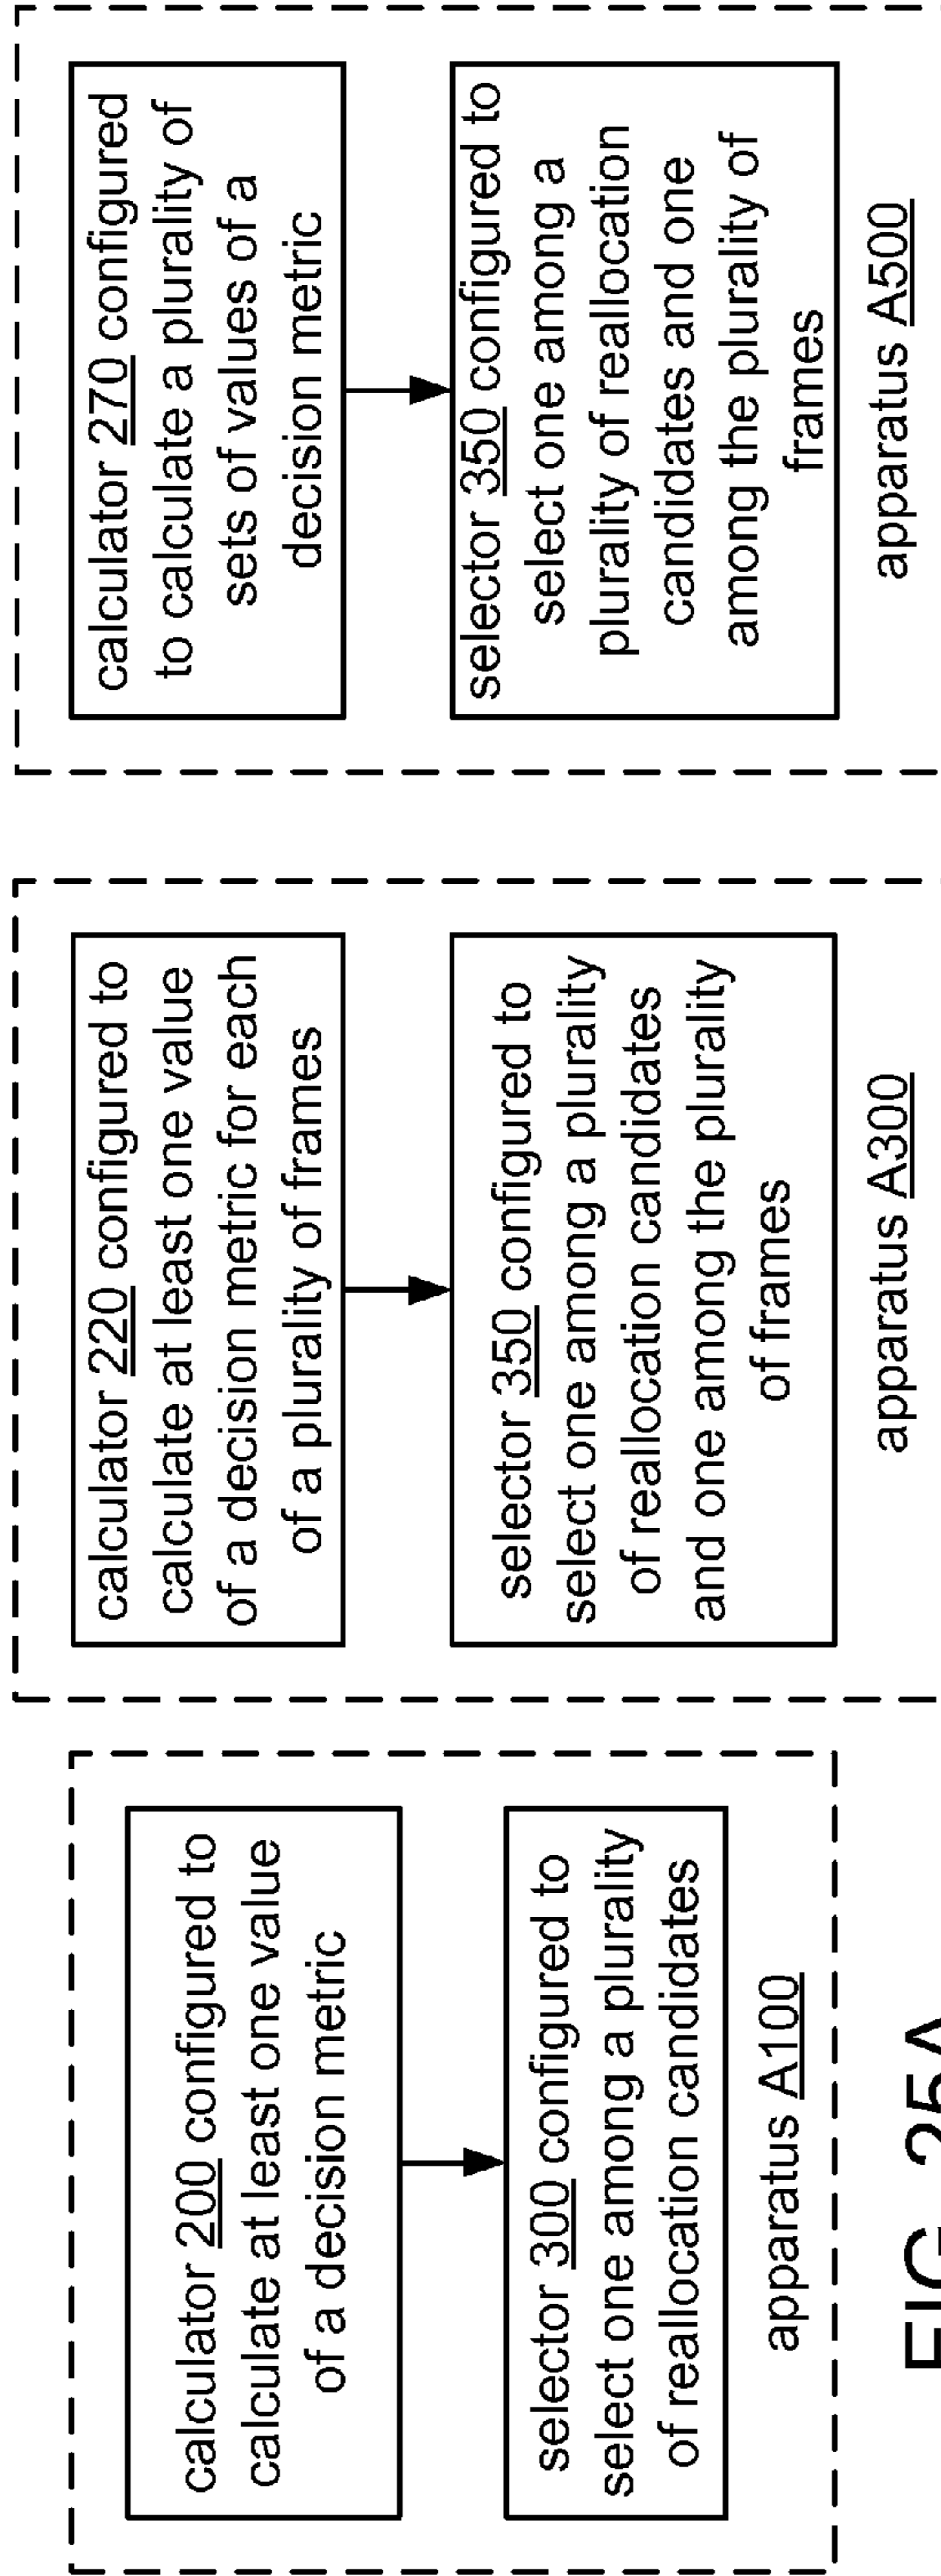 calculator 200 configured to
calculate at least one value
of a decision metric
selector 300 configured to
select one among a plurality
of reallocation candidates
apparatus A100
FIG. 25A
calculator 220 configured to
calculate at least one value
of a decision metric for each
of a plurality of frames
selector 350 configured to
select one among a plurality
of reallocation candidates
and one among the plurality
of frames
apparatus A300
calculator 270 configured
to calculate a plurality of
sets of values of a
decision metric
selector 350 configured to
select one among a
plurality of reallocation
candidates and one
among the plurality of
frames
apparatus A500